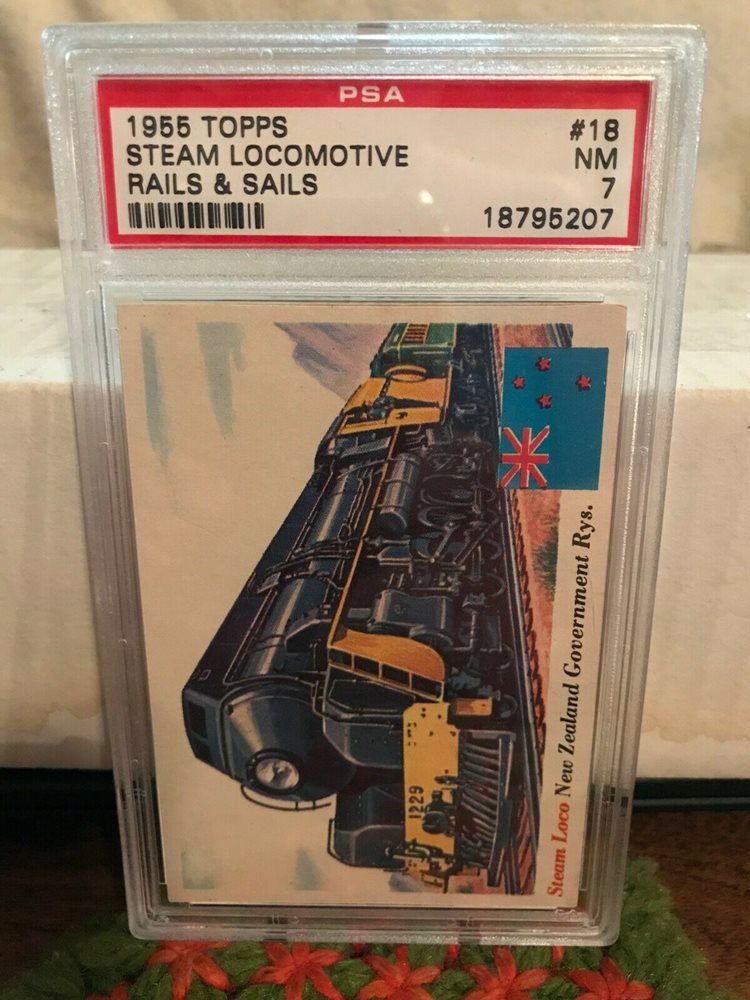 PSA
1955 TOPPS #18
STEAM LOCOMOTIVE NM
RAILS & SAILS 7
18795207
1229
Steam Loco New Zealand Government Rys.